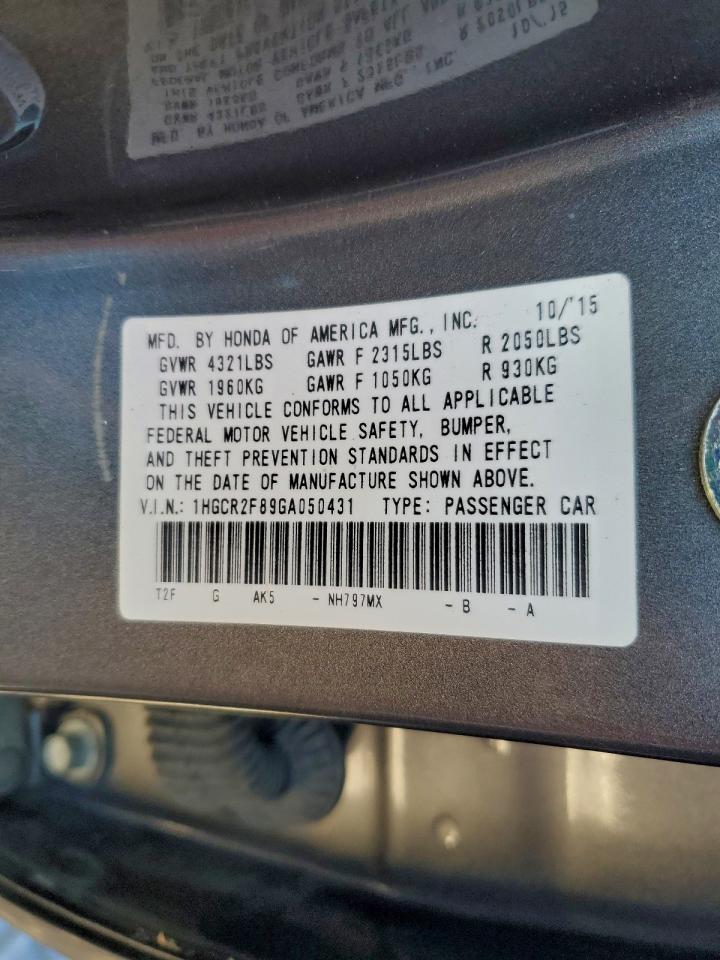 MFD. BY HONDA OF AMERICA MFG., INC. 10/'15
GVWR 4321LBS GAWR F 2315LBS R 2050LBS
GVWR 1960KG GAWR F 1050KG R 930KG
THIS VEHICLE CONFORMS TO ALL APPLICABLE
FEDERAL MOTOR VEHICLE SAFETY, BUMPER,
AND THEFT PREVENTION STANDARDS IN EFFECT
ON THE DATE OF MANUFACTURE SHOWN ABOVE.
V.I.N.: 1HGCR2F89GA050431 TYPE: PASSENGER CAR
T2F G AK5 - NH797MX - B - A